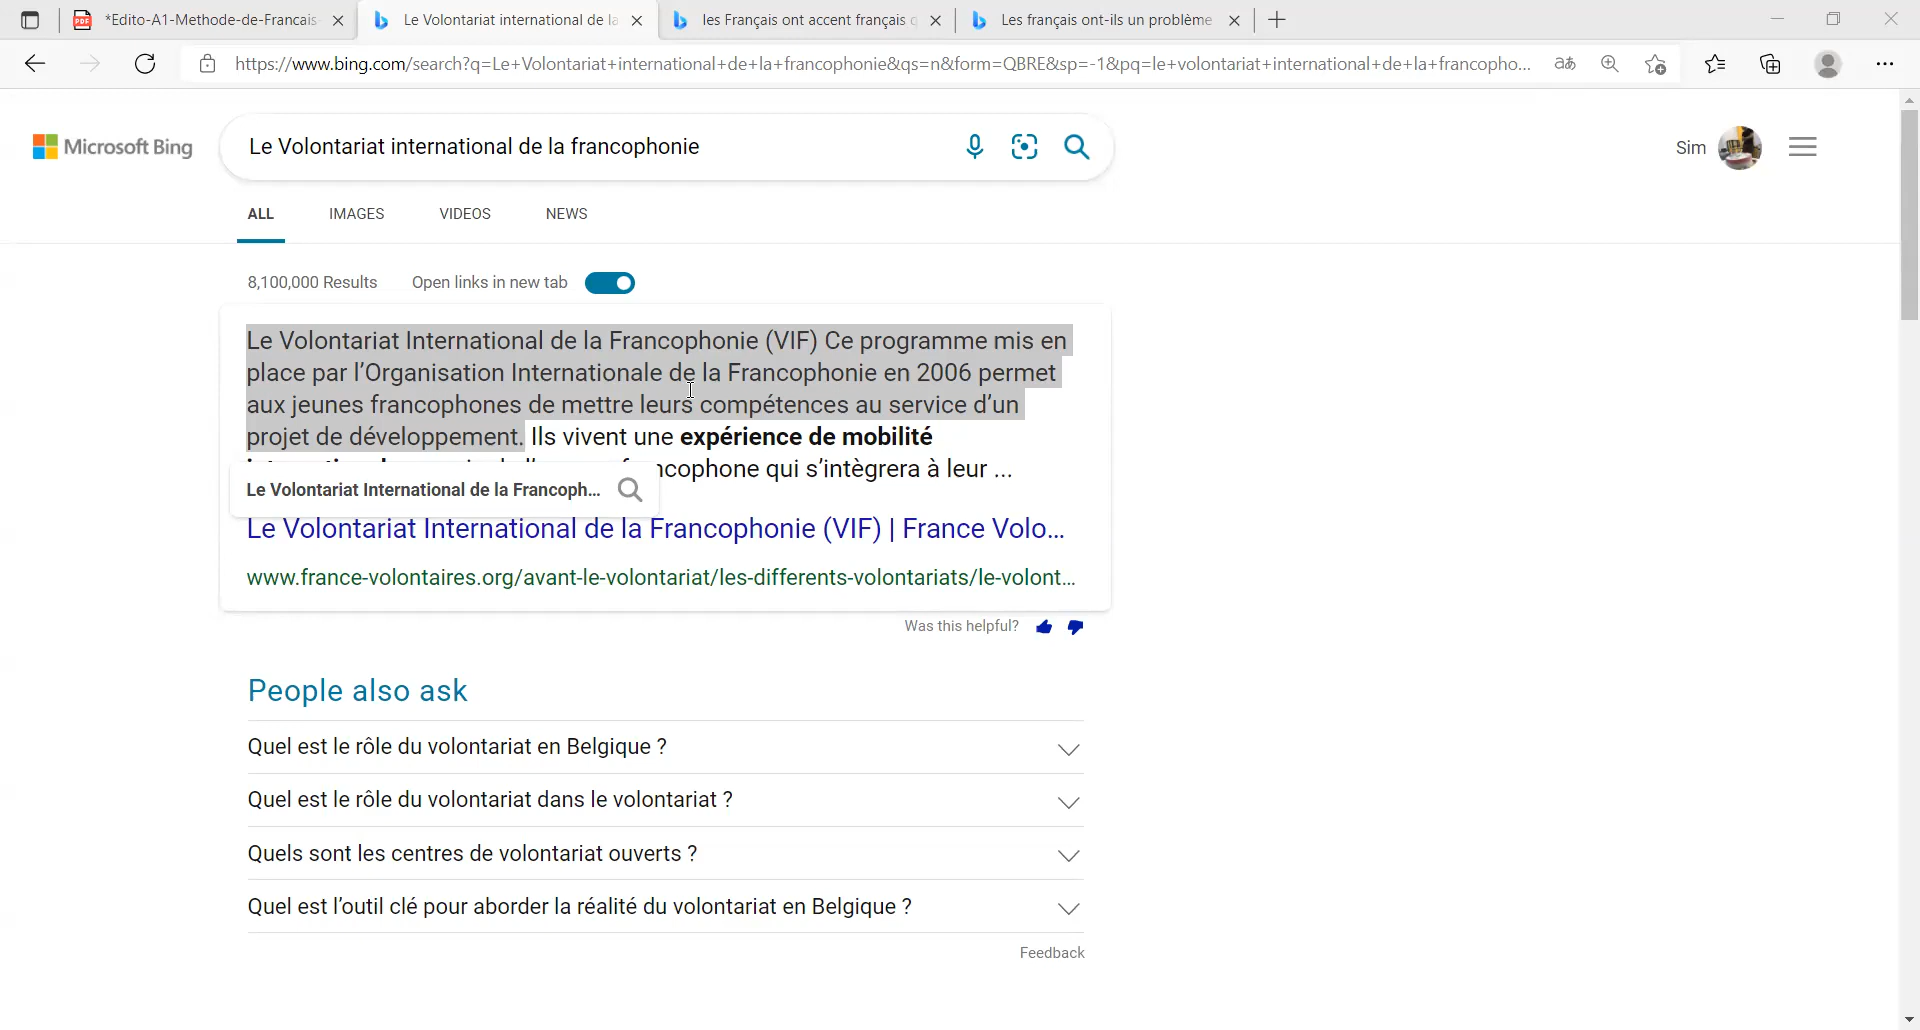 *Edito-A1-Methode-de-Francais
Le Volontariat international de la
les Français ont accent français
Les français ont-ils un problème
https://www.bing.com/search?q=Le+Volontariat+international+de+la+francophonie&qs=n&form=QBRE&sp=-1&pq=le+volontariat+international+de+la+francopho...
Microsoft Bing
Le Volontariat international de la francophonie
Sim
ALL
IMAGES
VIDEOS
NEWS
8,100,000 Results
Open links in new tab
Le Volontariat International de la Francophonie (VIF) Ce programme mis en
place par l'Organisation Internationale de la Francophonie en 2006 permet
aux jeunes francophones de mettre leurs compétences au service d'un
projet de développement. Ils vivent une expérience de mobilité
qui s'intègrera à leur ...
Le Volontariat International de la Francoph...
Le Volontariat International de la Francophonie (VIF) | France Volo...
www.france-volontaires.org/avant-le-volontariat/les-differents-volontariats/le-volont...
Was this helpful?
People also ask
Quel est le rôle du volontariat en Belgique ?
Quel est le rôle du volontariat dans le volontariat ?
Quels sont les centres de volontariat ouverts ?
Quel est l'outil clé pour aborder la réalité du volontariat en Belgique ?
Feedback